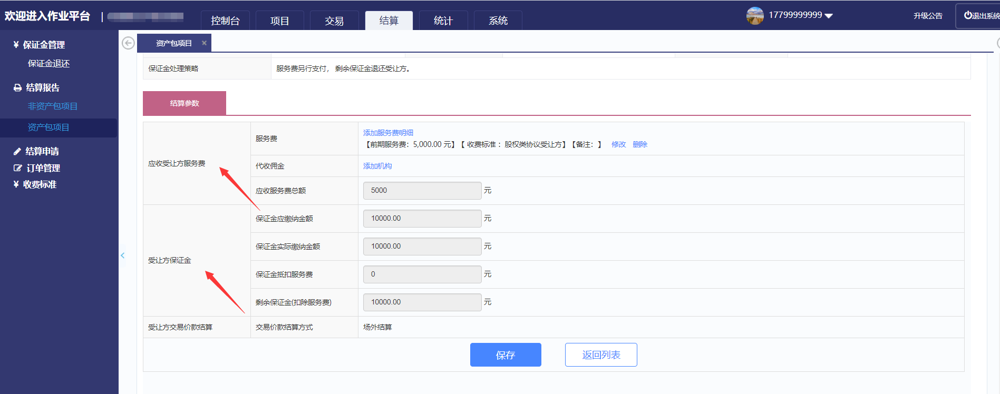 欢迎进入作业平台 |
控制台 项目 交易 结算 统计 系统
17799999999
升级公告
退出系统
¥ 保证金管理
保证金退还
结算报告
非资产包项目
资产包项目
结算申请
订单管理
¥ 收费标准
资产包项目 ×
保证金处理策略 服务费另行支付， 剩余保证金退还受让方。
结算参数
应收受让方服务费
服务费
添加服务费明细
【前期服务费：5,000.00 元】【 收费标准 ：股权类协议受让方】【备注： 】 修改 删除
代收佣金 添加机构
应收服务费总额 5000 元
受让方保证金
保证金应缴纳金额 10000.00 元
保证金实际缴纳金额 10000.00 元
保证金抵扣服务费 0 元
剩余保证金(扣除服务费) 10000.00 元
受让方交易价款结算 交易价款结算方式 场外结算
保存 返回列表